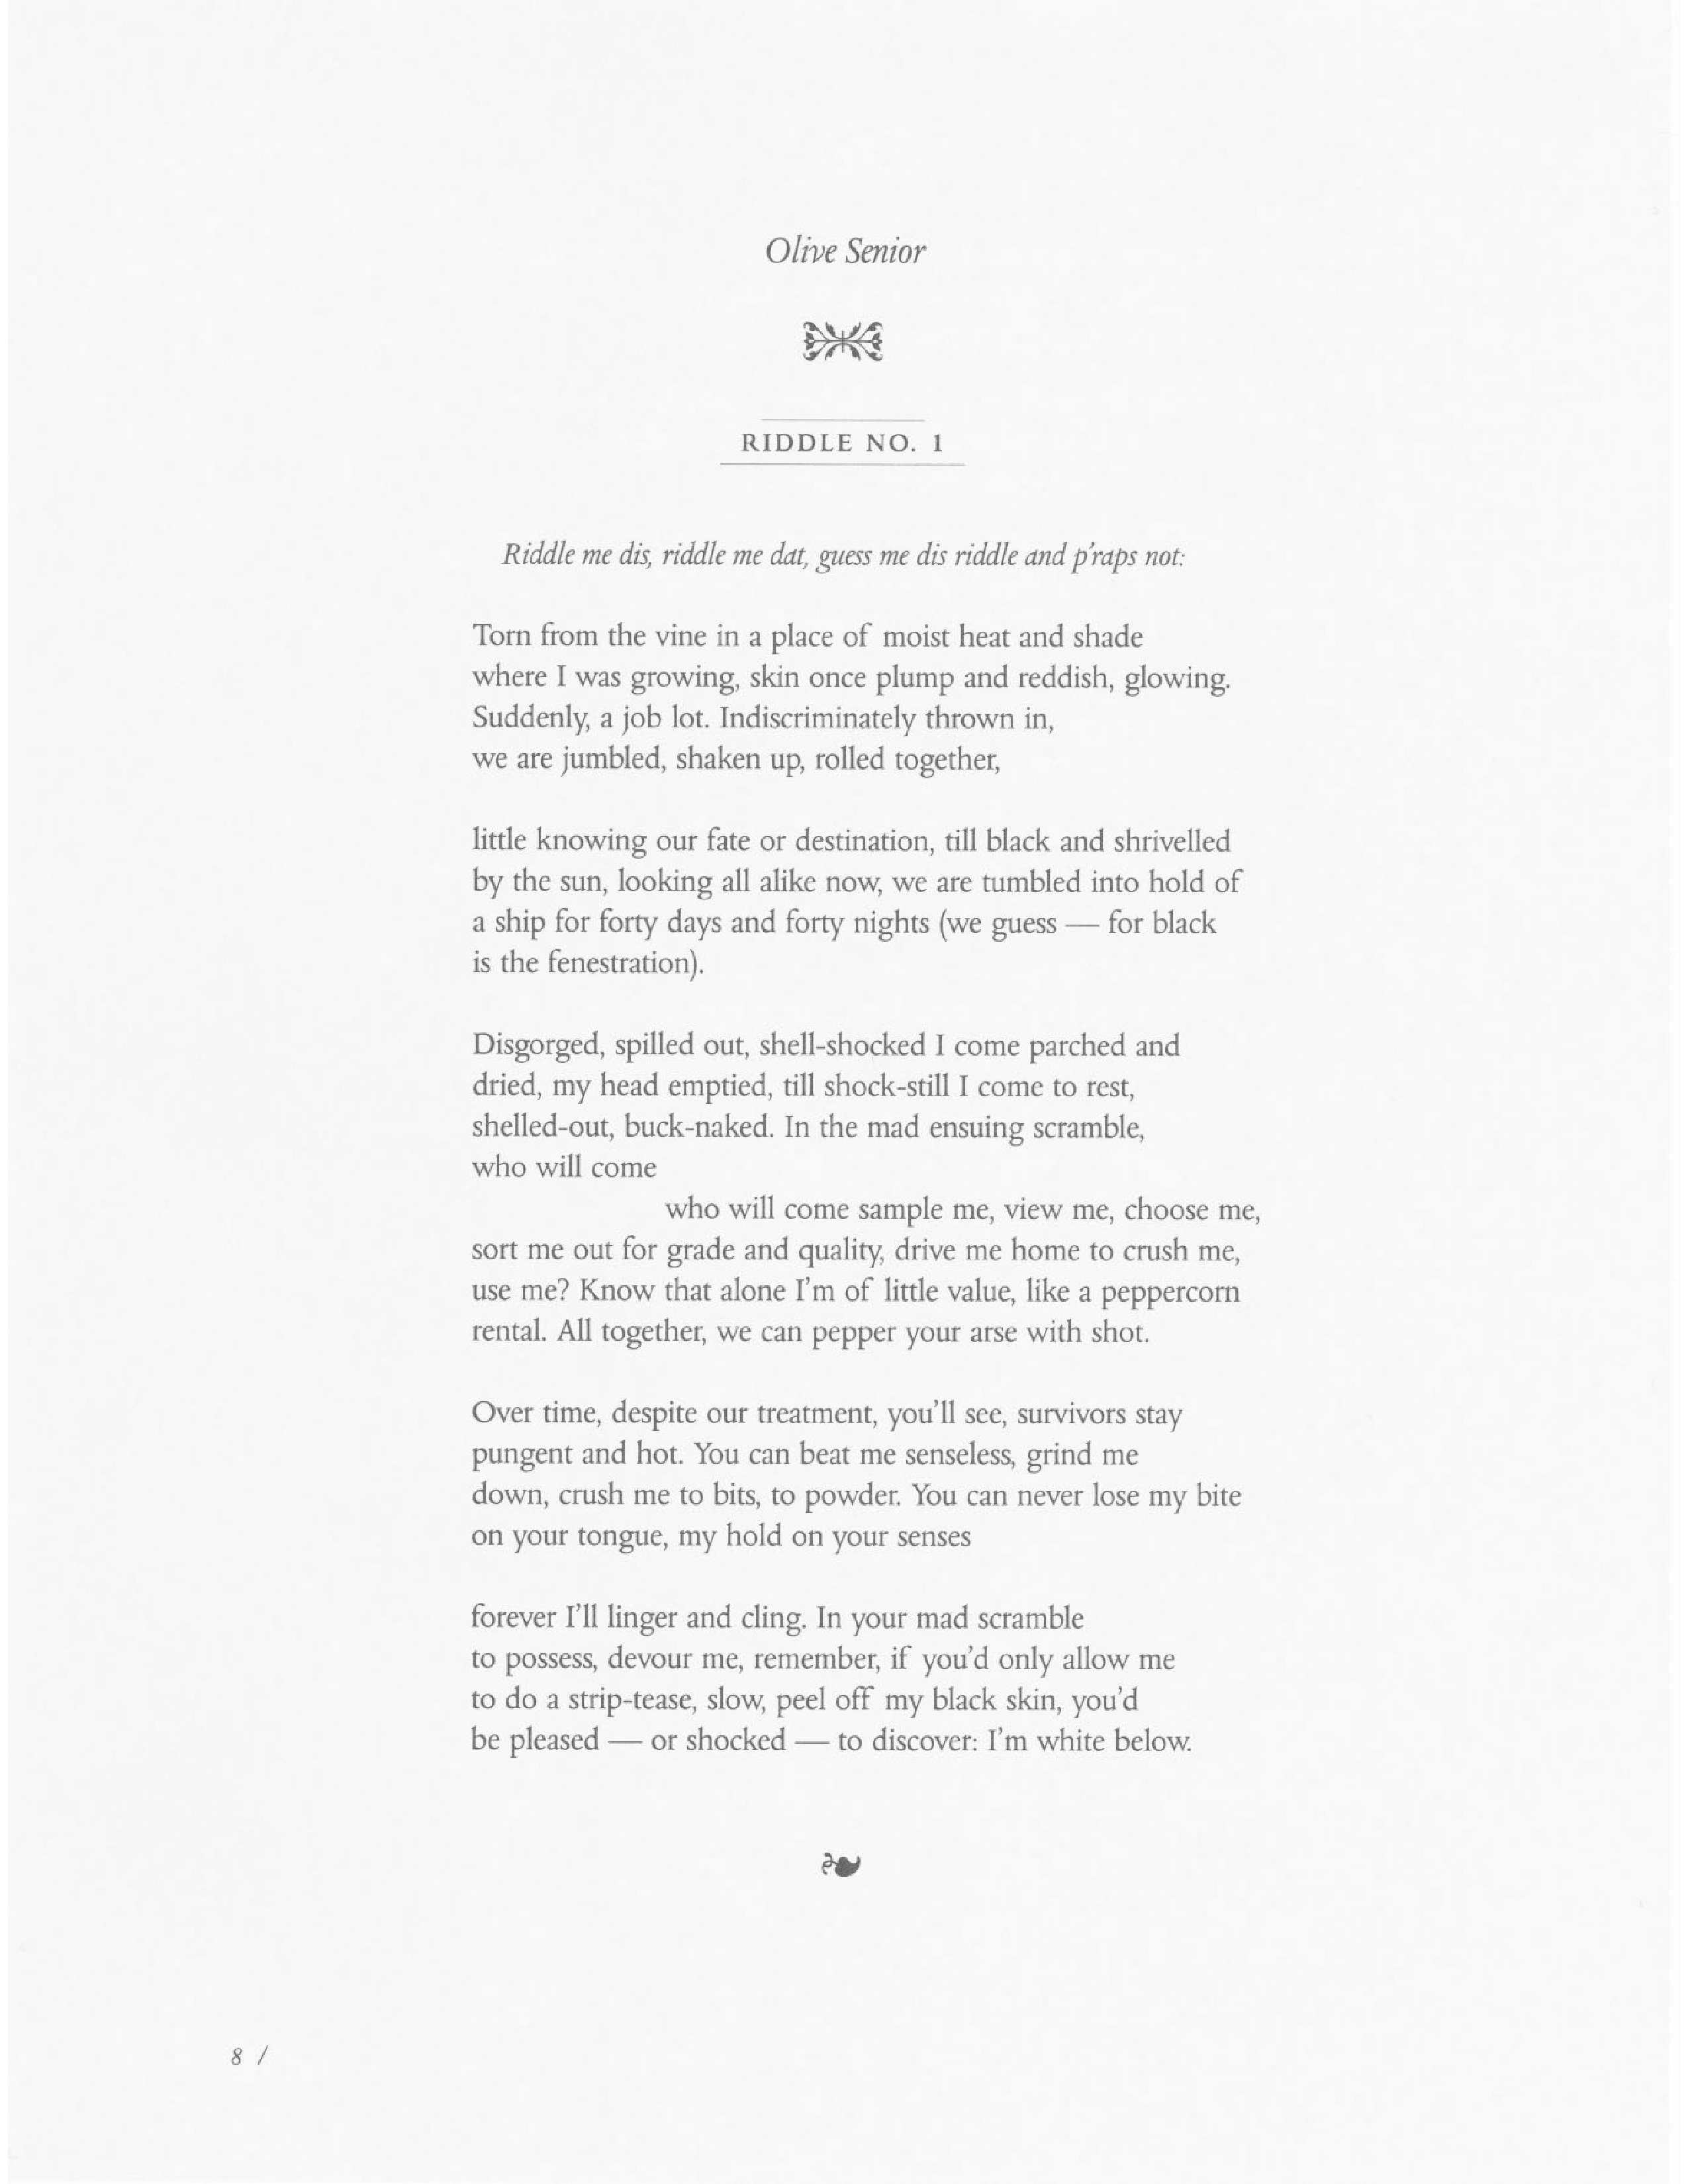 Olive Senior
RIDDLE NO. 1
Riddle me dis, riddle me dat, guess me dis riddle and p'raps not:
Torn from the vine in a place of moist heat and shade
where I was growing, skin once plump and reddish, glowing.
Suddenly, a job lot. Indiscriminately thrown in,
we are jumbled, shaken up, rolled together,
little knowing our fate or destination, till black and shrivelled
by the sun, looking all alike now, we are tumbled into hold of
a ship for forty days and forty nights (we guess — for black
is the fenestration).
Disgorged, spilled out, shell-shocked I come parched and
dried, my head emptied, till shock-still I come to rest,
shelled-out, buck-naked. In the mad ensuing scramble,
who will come
who will come sample me, view me, choose me,
sort me out for grade and quality, drive me home to crush me,
use me? Know that alone I'm of little value, like a peppercorn
rental. All together, we can pepper your arse with shot.
Over time, despite our treatment, you'll see, survivors stay
pungent and hot. You can beat me senseless, grind me
down, crush me to bits, to powder. You can never lose my bite
on your tongue, my hold on your senses
forever I'll linger and cling. In your mad scramble
to possess, devour me, remember, if you'd only allow me
to do a strip-tease, slow, peel off my black skin, you'd
be pleased — or shocked — to discover: I'm white below.
8 /